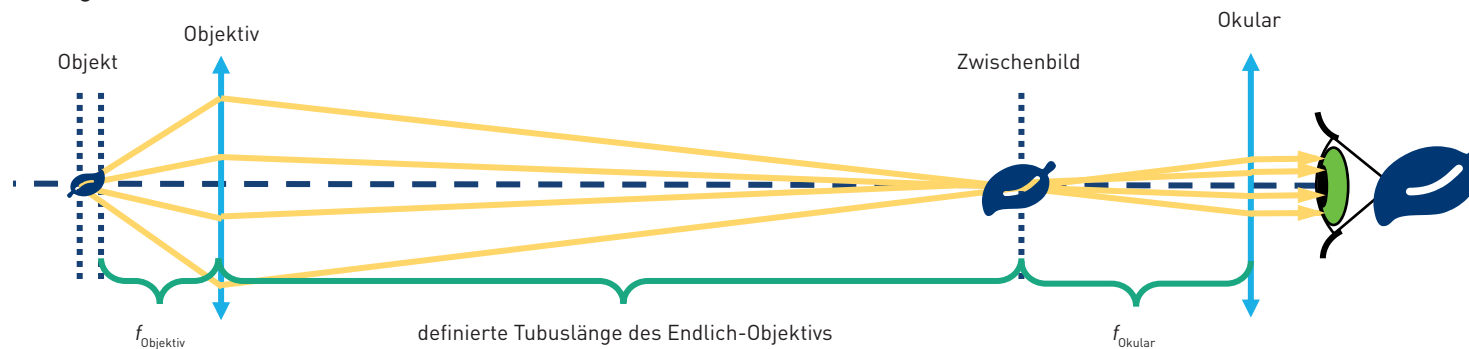 Okular
Objektiv
Objekt
Zwischenbild
fObjektiv
definierte Tubuslänge des Endlich-Objektivs
fOkular